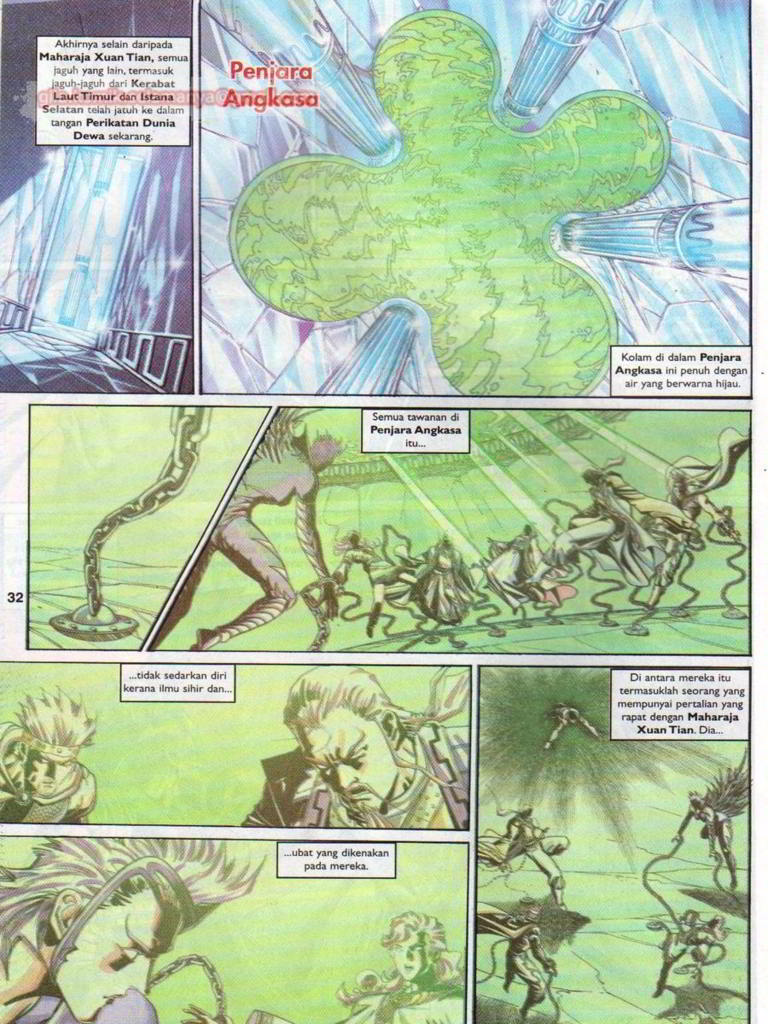 Akhirnya selain daripada
Maharaja Xuan Tian, semua
jaguh yang lain, termasuk
jaguh-jaguh dari Kerabat
Laut Timur dan Istana
Selatan telah jatuh ke dalam
tangan Perikatan Dunia
Dewa sekarang.
Penjara
Angkasa
Kolam di dalam Penjara
Angkasa ini penuh dengan
air yang berwarna hijau.
Semua tawanan di
Penjara Angkasa
itu...
32
...tidak sedarkan diri
kerana ilmu sihir dan...
...ubat yang dikenakan
pada mereka.
Di antara mereka itu
termasuklah seorang yang
mempunyai pertalian yang
rapat dengan Maharaja
Xuan Tian. Dia...